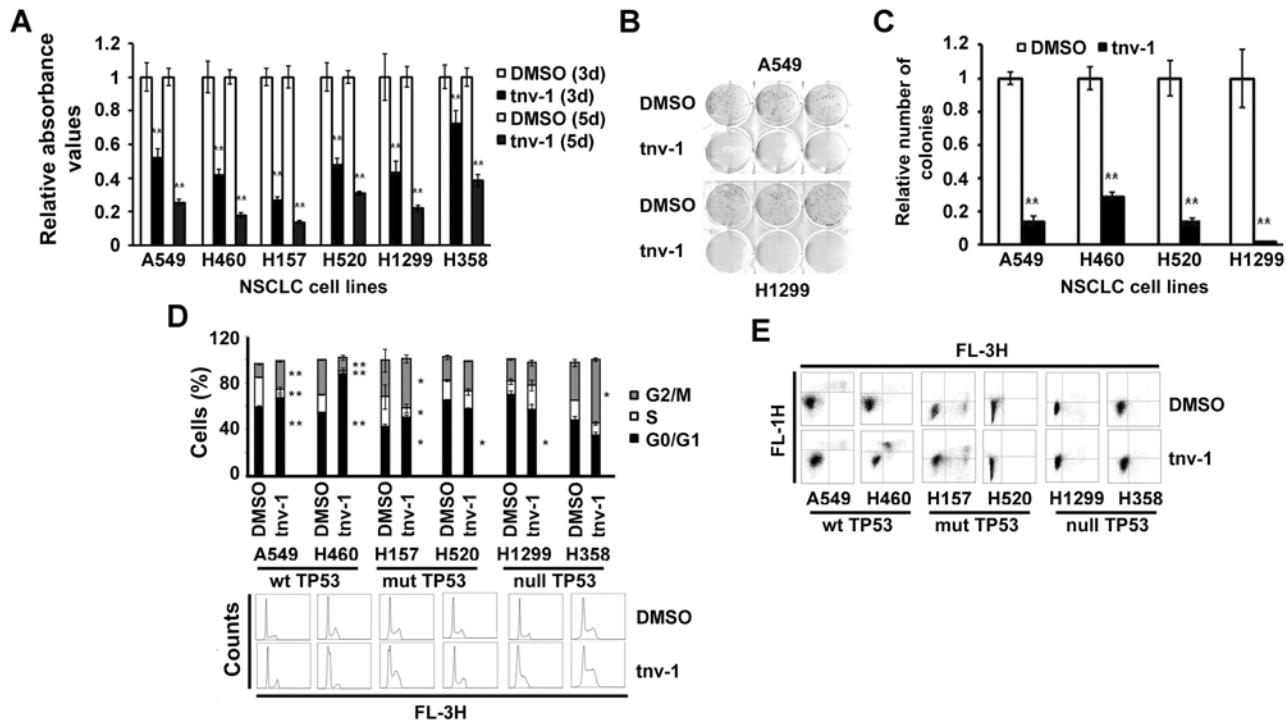 A
Relative absorbance
values
1.2
1
0.8
0.6
0.4
0.2
0
** ** ** ** ** ** ** ** ** ** ** **
A549 H460 H157 H520 H1299 H358
NSCLC cell lines
DMSO (3d)
tnv-1 (3d)
DMSO (5d)
tnv-1 (5d)
B
A549
DMSO
tnv-1
DMSO
tnv-1
H1299
C
Relative number of
colonies
DMSO tnv-1
1.2
1
0.8
0.6
0.4
0.2
0
** ** ** **
A549 H460 H520 H1299
NSCLC cell lines
D
Cells (%)
120
80
40
0
** ** * *
** ** *
** ** * * *
G2/M
S
G0/G1
DMSO tnv-1 DMSO tnv-1 DMSO tnv-1 DMSO tnv-1 DMSO tnv-1 DMSO tnv-1
A549 H460 H157 H520 H1299 H358
wt TP53 mut TP53 null TP53
Counts
DMSO
tnv-1
FL-3H
E
FL-3H
FL-1H
DMSO
tnv-1
A549 H460 H157 H520 H1299 H358
wt TP53 mut TP53 null TP53